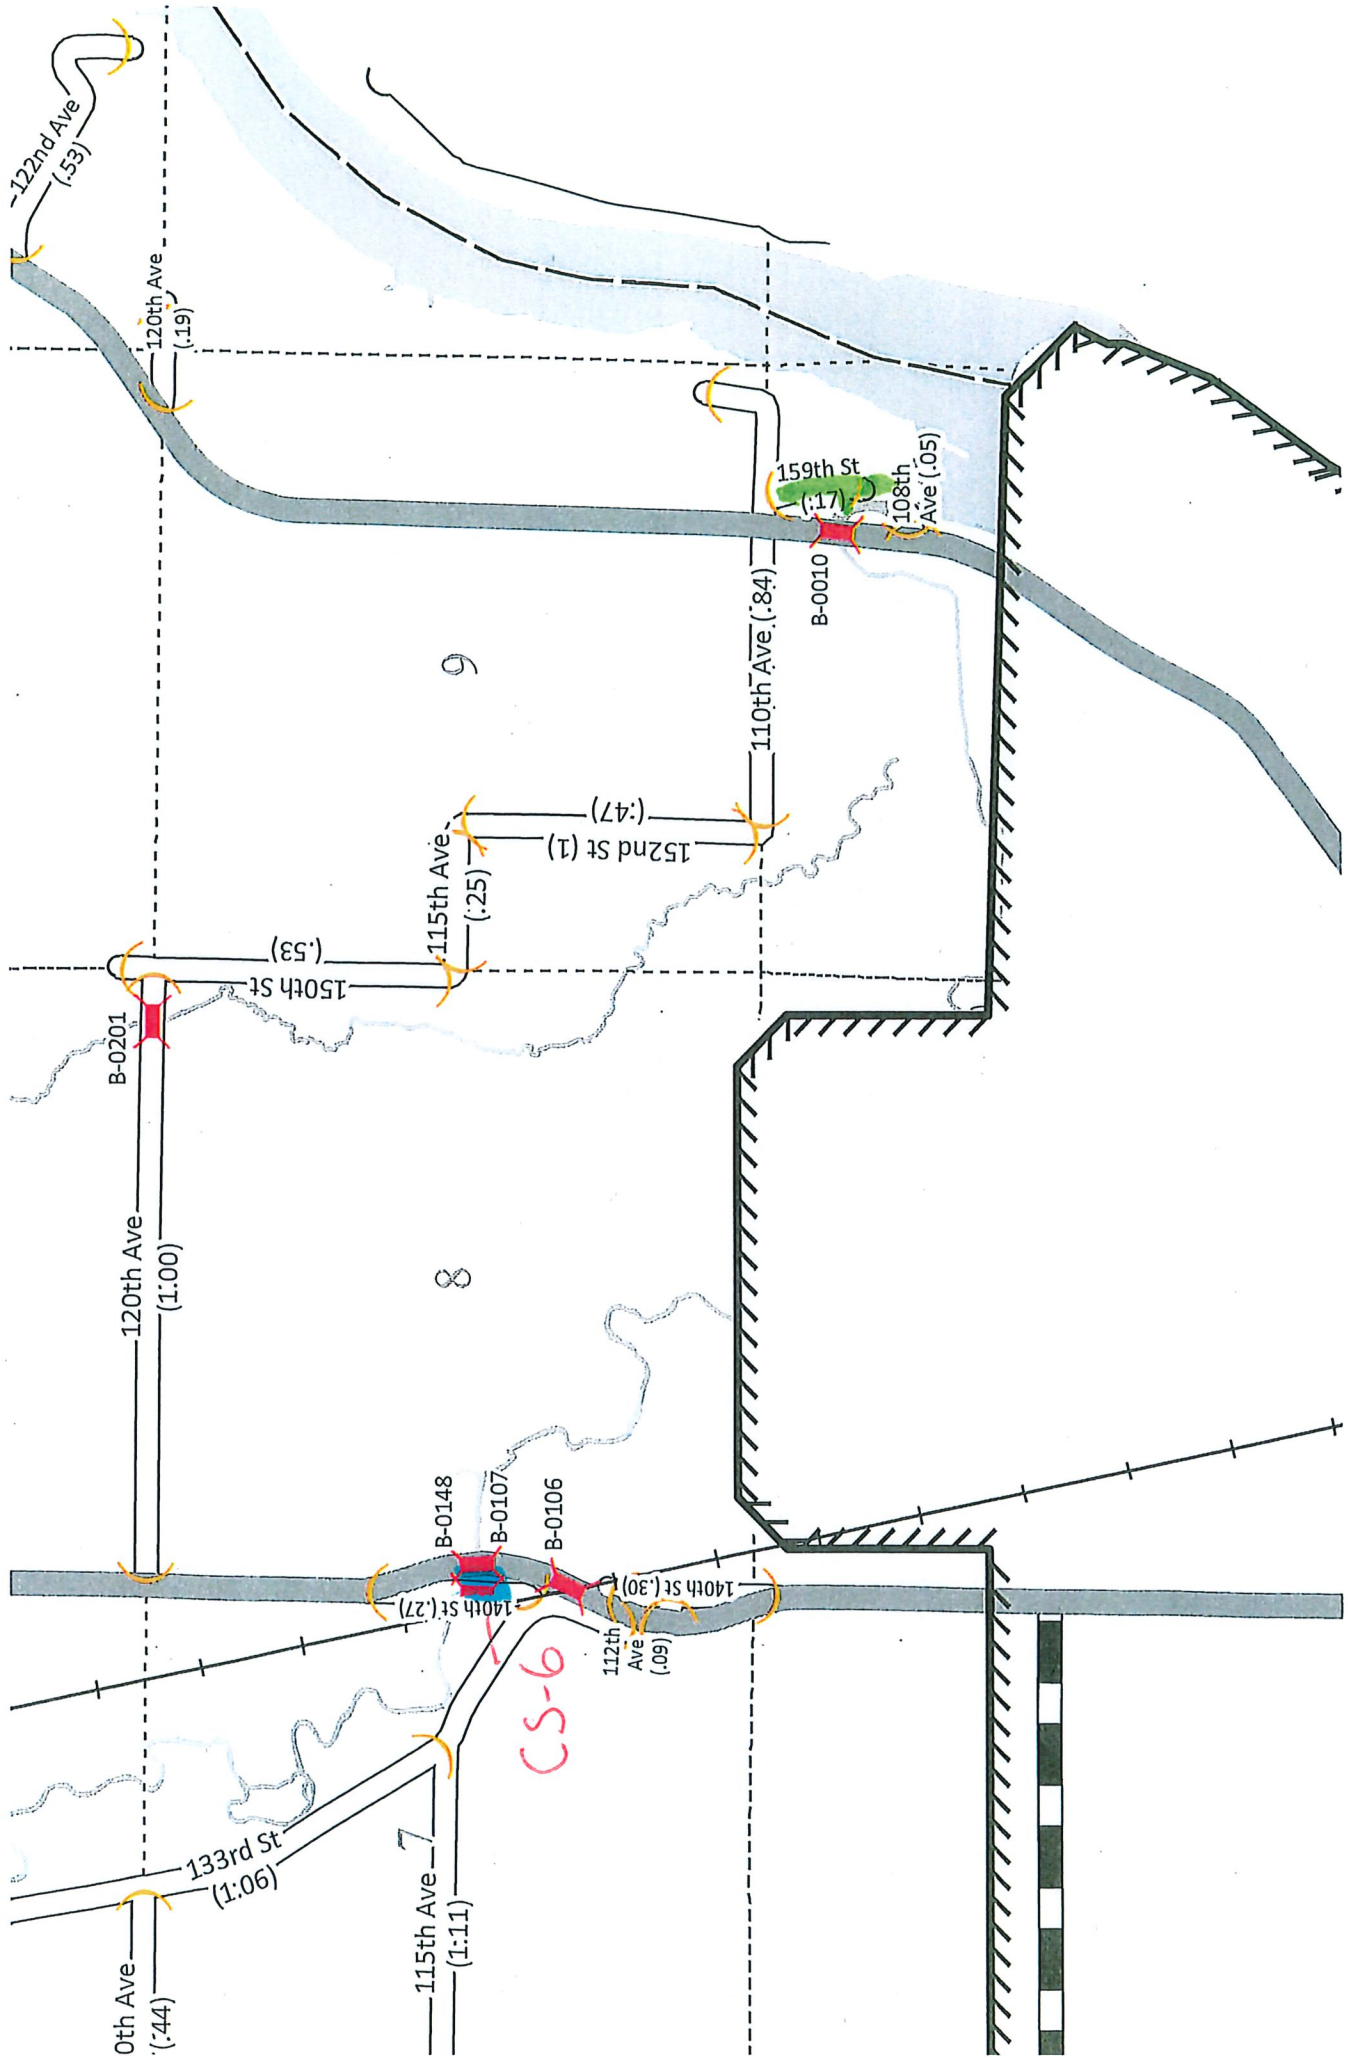 122nd Ave
(.53)
120th Ave
(.19)
159th St
(.17)
108th
Ave (.05)
B-0010
110th Ave (.84)
9
(.47)
152nd St (1)
115th Ave
(.25)
(.53)
150th St
B-0201
120th Ave
(1.00)
8
B-0148
B-0107
B-0106
140th St (.27)
140th St (.30)
112th
Ave
(.09)
CS-6
133rd St
(1.06)
7
115th Ave
(1.11)
0th Ave
(.44)